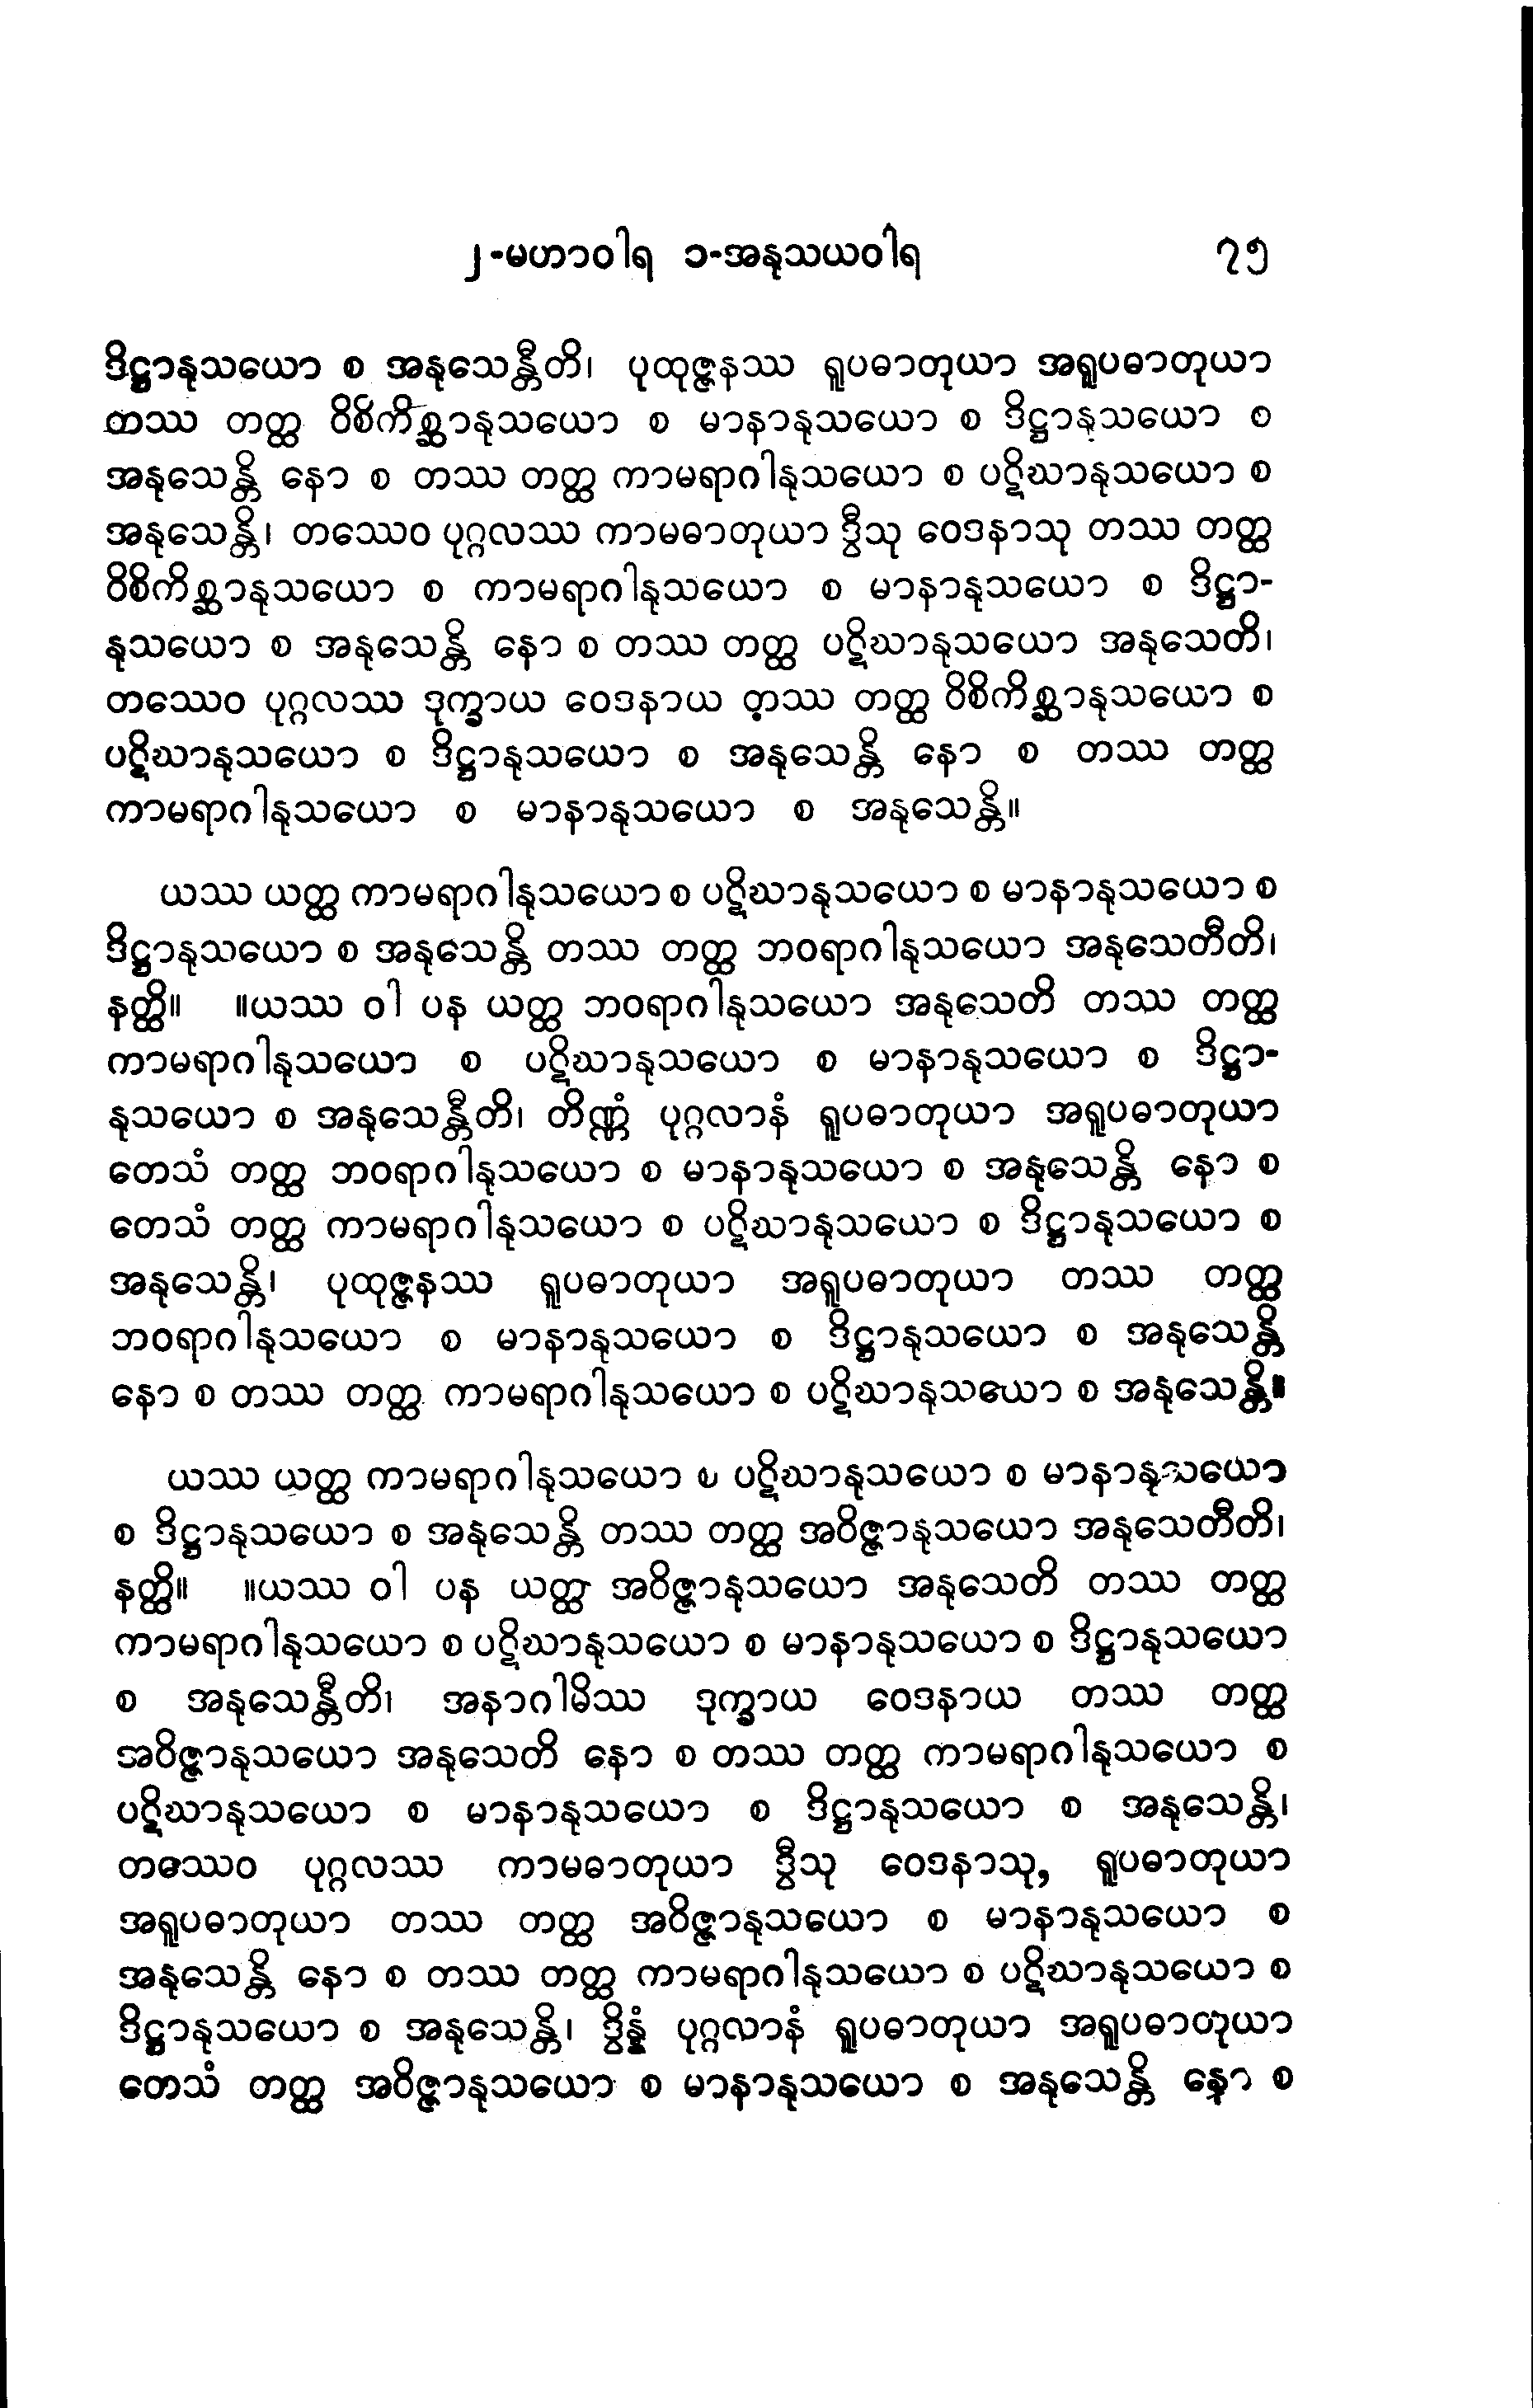 ၂-မဟာဝါရ ၁-အနုသယဝါရ ၇၅
ဒိဋ္ဌာနုသယော စ အနုသေန္တီတိ၊ ပုထုဇ္ဇနဿ ရူပဓာတုယာ အရူပဓာတုယာ
တဿ တတ္ထ ဝိစိကိစ္ဆာနုသယော စ မာနာနုသယော စ ဒိဋ္ဌာနုသယော စ
အနုသေန္တိ နော စ တဿ တတ္ထ ကာမရာဂါနုသယော စ ပဋိဃာနုသယော စ
အနုသေန္တိ၊ တဿေဝ ပုဂ္ဂလဿ ကာမဓာတုယာ ဒွီသု ဝေဒနာသု တဿ တတ္ထ
ဝိစိကိစ္ဆာနုသယော စ ကာမရာဂါနုသယော စ မာနာနုသယော စ ဒိဋ္ဌာ-
နုသယော စ အနုသေန္တိ နော စ တဿ တတ္ထ ပဋိဃာနုသယော အနုသေတိ၊
တဿေဝ ပုဂ္ဂလဿ ဒုက္ခာယ ဝေဒနာယ တဿ တတ္ထ ဝိစိကိစ္ဆာနုသယော စ
ပဋိဃာနုသယော စ ဒိဋ္ဌာနုသယော စ အနုသေန္တိ နော စ တဿ တတ္ထ
ကာမရာဂါနုသယော စ မာနာနုသယော စ အနုသေန္တိ။
ယဿ ယတ္ထ ကာမရာဂါနုသယော စ ပဋိဃာနုသယော စ မာနာနုသယော စ
ဒိဋ္ဌာနုသယော စ အနုသေန္တိ တဿ တတ္ထ ဘဝရာဂါနုသယော အနုသေတီတိ၊
နတ္ထိ။ ။ယဿ ဝါ ပန ယတ္ထ ဘဝရာဂါနုသယော အနုသေတိ တဿ တတ္ထ
ကာမရာဂါနုသယော စ ပဋိဃာနုသယော စ မာနာနုသယော စ ဒိဋ္ဌာ-
နုသယော စ အနုသေန္တီတိ၊ တိဏ္ဏံ ပုဂ္ဂလာနံ ရူပဓာတုယာ အရူပဓာတုယာ
တေသံ တတ္ထ ဘဝရာဂါနုသယော စ မာနာနုသယော စ အနုသေန္တိ နော စ
တေသံ တတ္ထ ကာမရာဂါနုသယော စ ပဋိဃာနုသယော စ ဒိဋ္ဌာနုသယော စ
အနုသေန္တိ၊ ပုထုဇ္ဇနဿ ရူပဓာတုယာ အရူပဓာတုယာ တဿ တတ္ထ
ဘဝရာဂါနုသယော စ မာနာနုသယော စ ဒိဋ္ဌာနုသယော စ အနုသေန္တိ
နော စ တဿ တတ္ထ ကာမရာဂါနုသယော စ ပဋိဃာနုသယော စ အနုသေန္တိ။
ယဿ ယတ္ထ ကာမရာဂါနုသယော စ ပဋိဃာနုသယော စ မာနာနုသယော
စ ဒိဋ္ဌာနုသယော စ အနုသေန္တိ တဿ တတ္ထ အဝိဇ္ဇာနုသယော အနုသေတီတိ၊
နတ္ထိ။ ။ယဿ ဝါ ပန ယတ္ထ အဝိဇ္ဇာနုသယော အနုသေတိ တဿ တတ္ထ
ကာမရာဂါနုသယော စ ပဋိဃာနုသယော စ မာနာနုသယော စ ဒိဋ္ဌာနုသယော
စ အနုသေန္တီတိ၊ အနာဂါမိဿ ဒုက္ခာယ ဝေဒနာယ တဿ တတ္ထ
အဝိဇ္ဇာနုသယော အနုသေတိ နော စ တဿ တတ္ထ ကာမရာဂါနုသယော စ
ပဋိဃာနုသယော စ မာနာနုသယော စ ဒိဋ္ဌာနုသယော စ အနုသေန္တိ၊
တဿေဝ ပုဂ္ဂလဿ ကာမဓာတုယာ ဒွီသု ဝေဒနာသု, ရူပဓာတုယာ
အရူပဓာတုယာ တဿ တတ္ထ အဝိဇ္ဇာနုသယော စ မာနာနုသယော စ
အနုသေန္တိ နော စ တဿ တတ္ထ ကာမရာဂါနုသယော စ ပဋိဃာနုသယော စ
ဒိဋ္ဌာနုသယော စ အနုသေန္တိ၊ ဒွိန္နံ ပုဂ္ဂလာနံ ရူပဓာတုယာ အရူပဓာတုယာ
တေသံ တတ္ထ အဝိဇ္ဇာနုသယော စ မာနာနုသယော စ အနုသေန္တိ နော စ